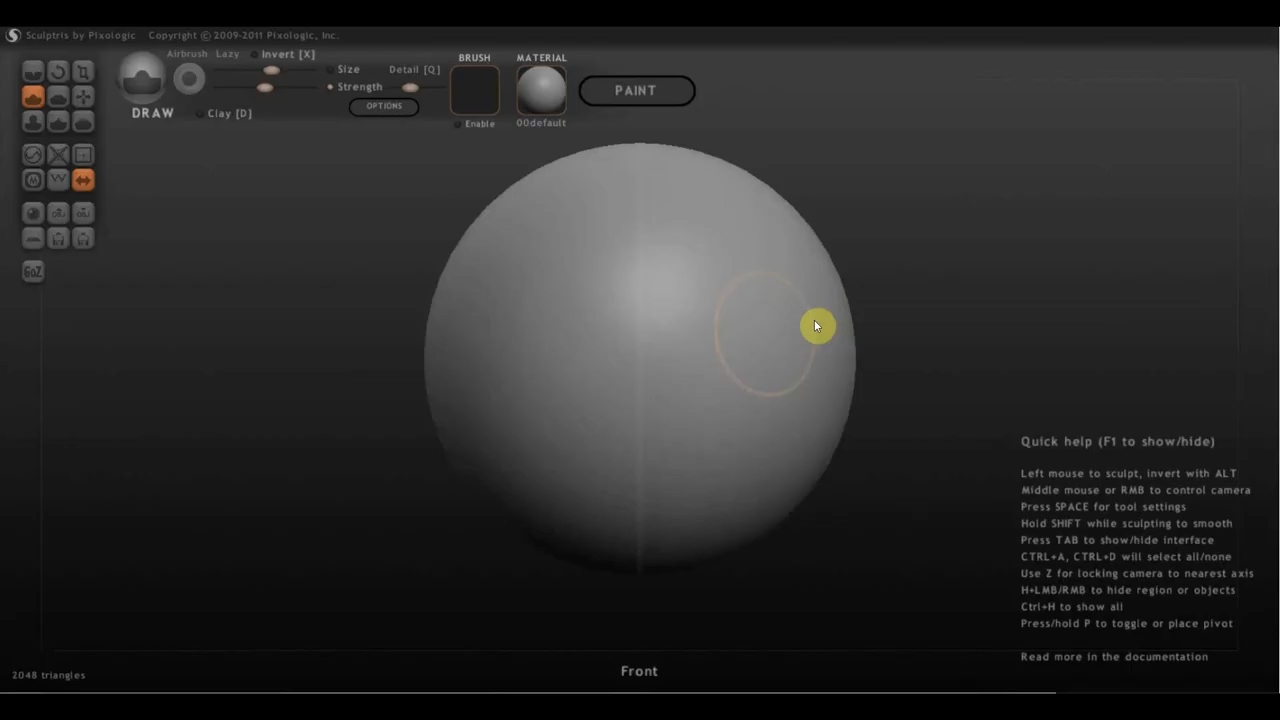 Sculptris by Pixologic Copyright ©2009-2011 Pixologic, Inc.
Airbrush Lazy Invert [X]
Size Detail [Q]
Strength
OPTIONS
DRAW Clay [D]
BRUSH
Enable
MATERIAL
00default
PAINT
OBJ OBJ
GoZ
Quick help (F1 to show/hide)
Left mouse to sculpt, invert with ALT
Middle mouse or RMB to control camera
Press SPACE for tool settings
Hold SHIFT while sculpting to smooth
Press TAB to show/hide interface
CTRL+A, CTRL+D will select all/none
Use Z for locking camera to nearest axis
H+LMB/RMB to hide region or objects
Ctrl+H to show all
Press/hold P to toggle or place pivot
Read more in the documentation
2048 triangles
Front